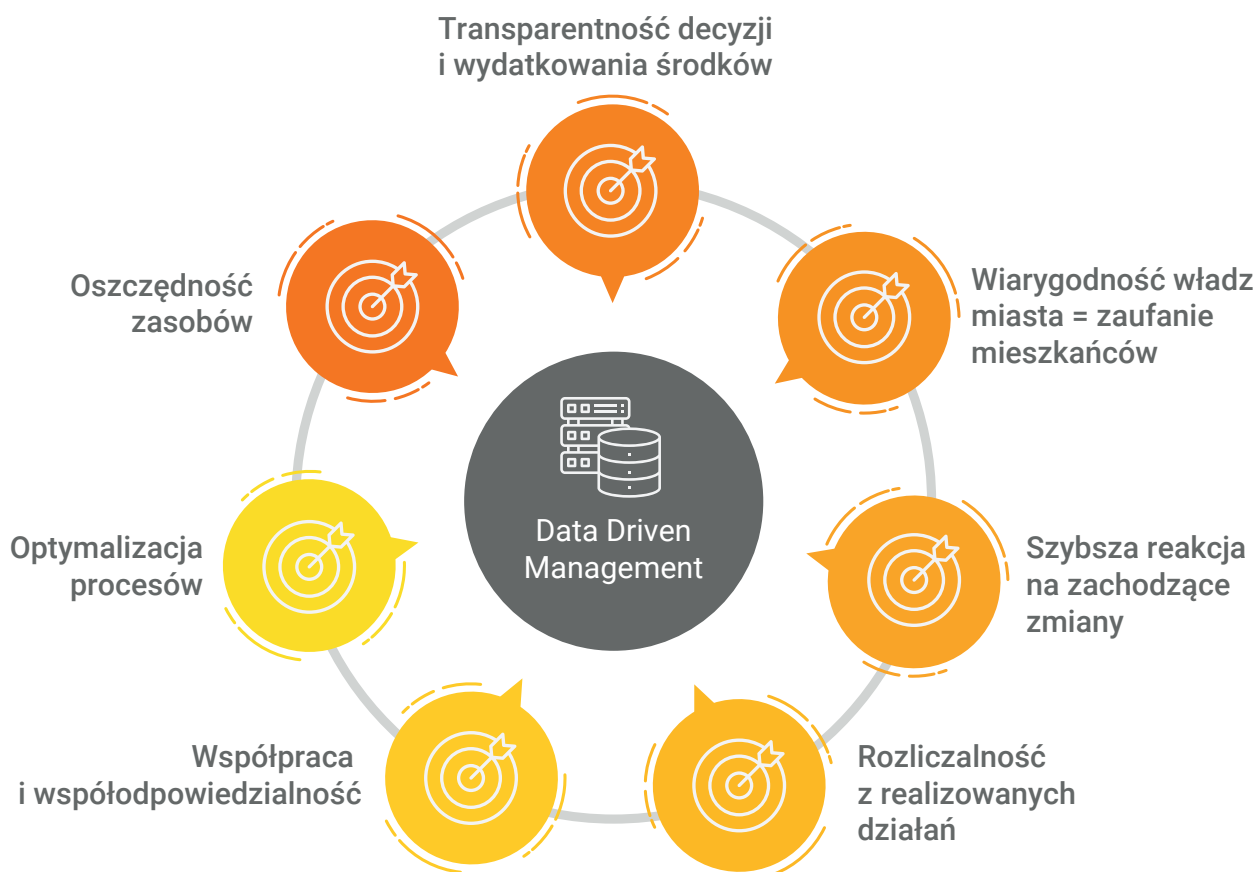 Transparentność decyzji
i wydatkowania środków
Wiarygodność władz
miasta = zaufanie
mieszkańców
Szybsza reakcja
na zachodzące
zmiany
Rozliczalność
z realizowanych
działań
Współpraca
i współodpowiedzialność
Optymalizacja
procesów
Oszczędność
zasobów
Data Driven
Management